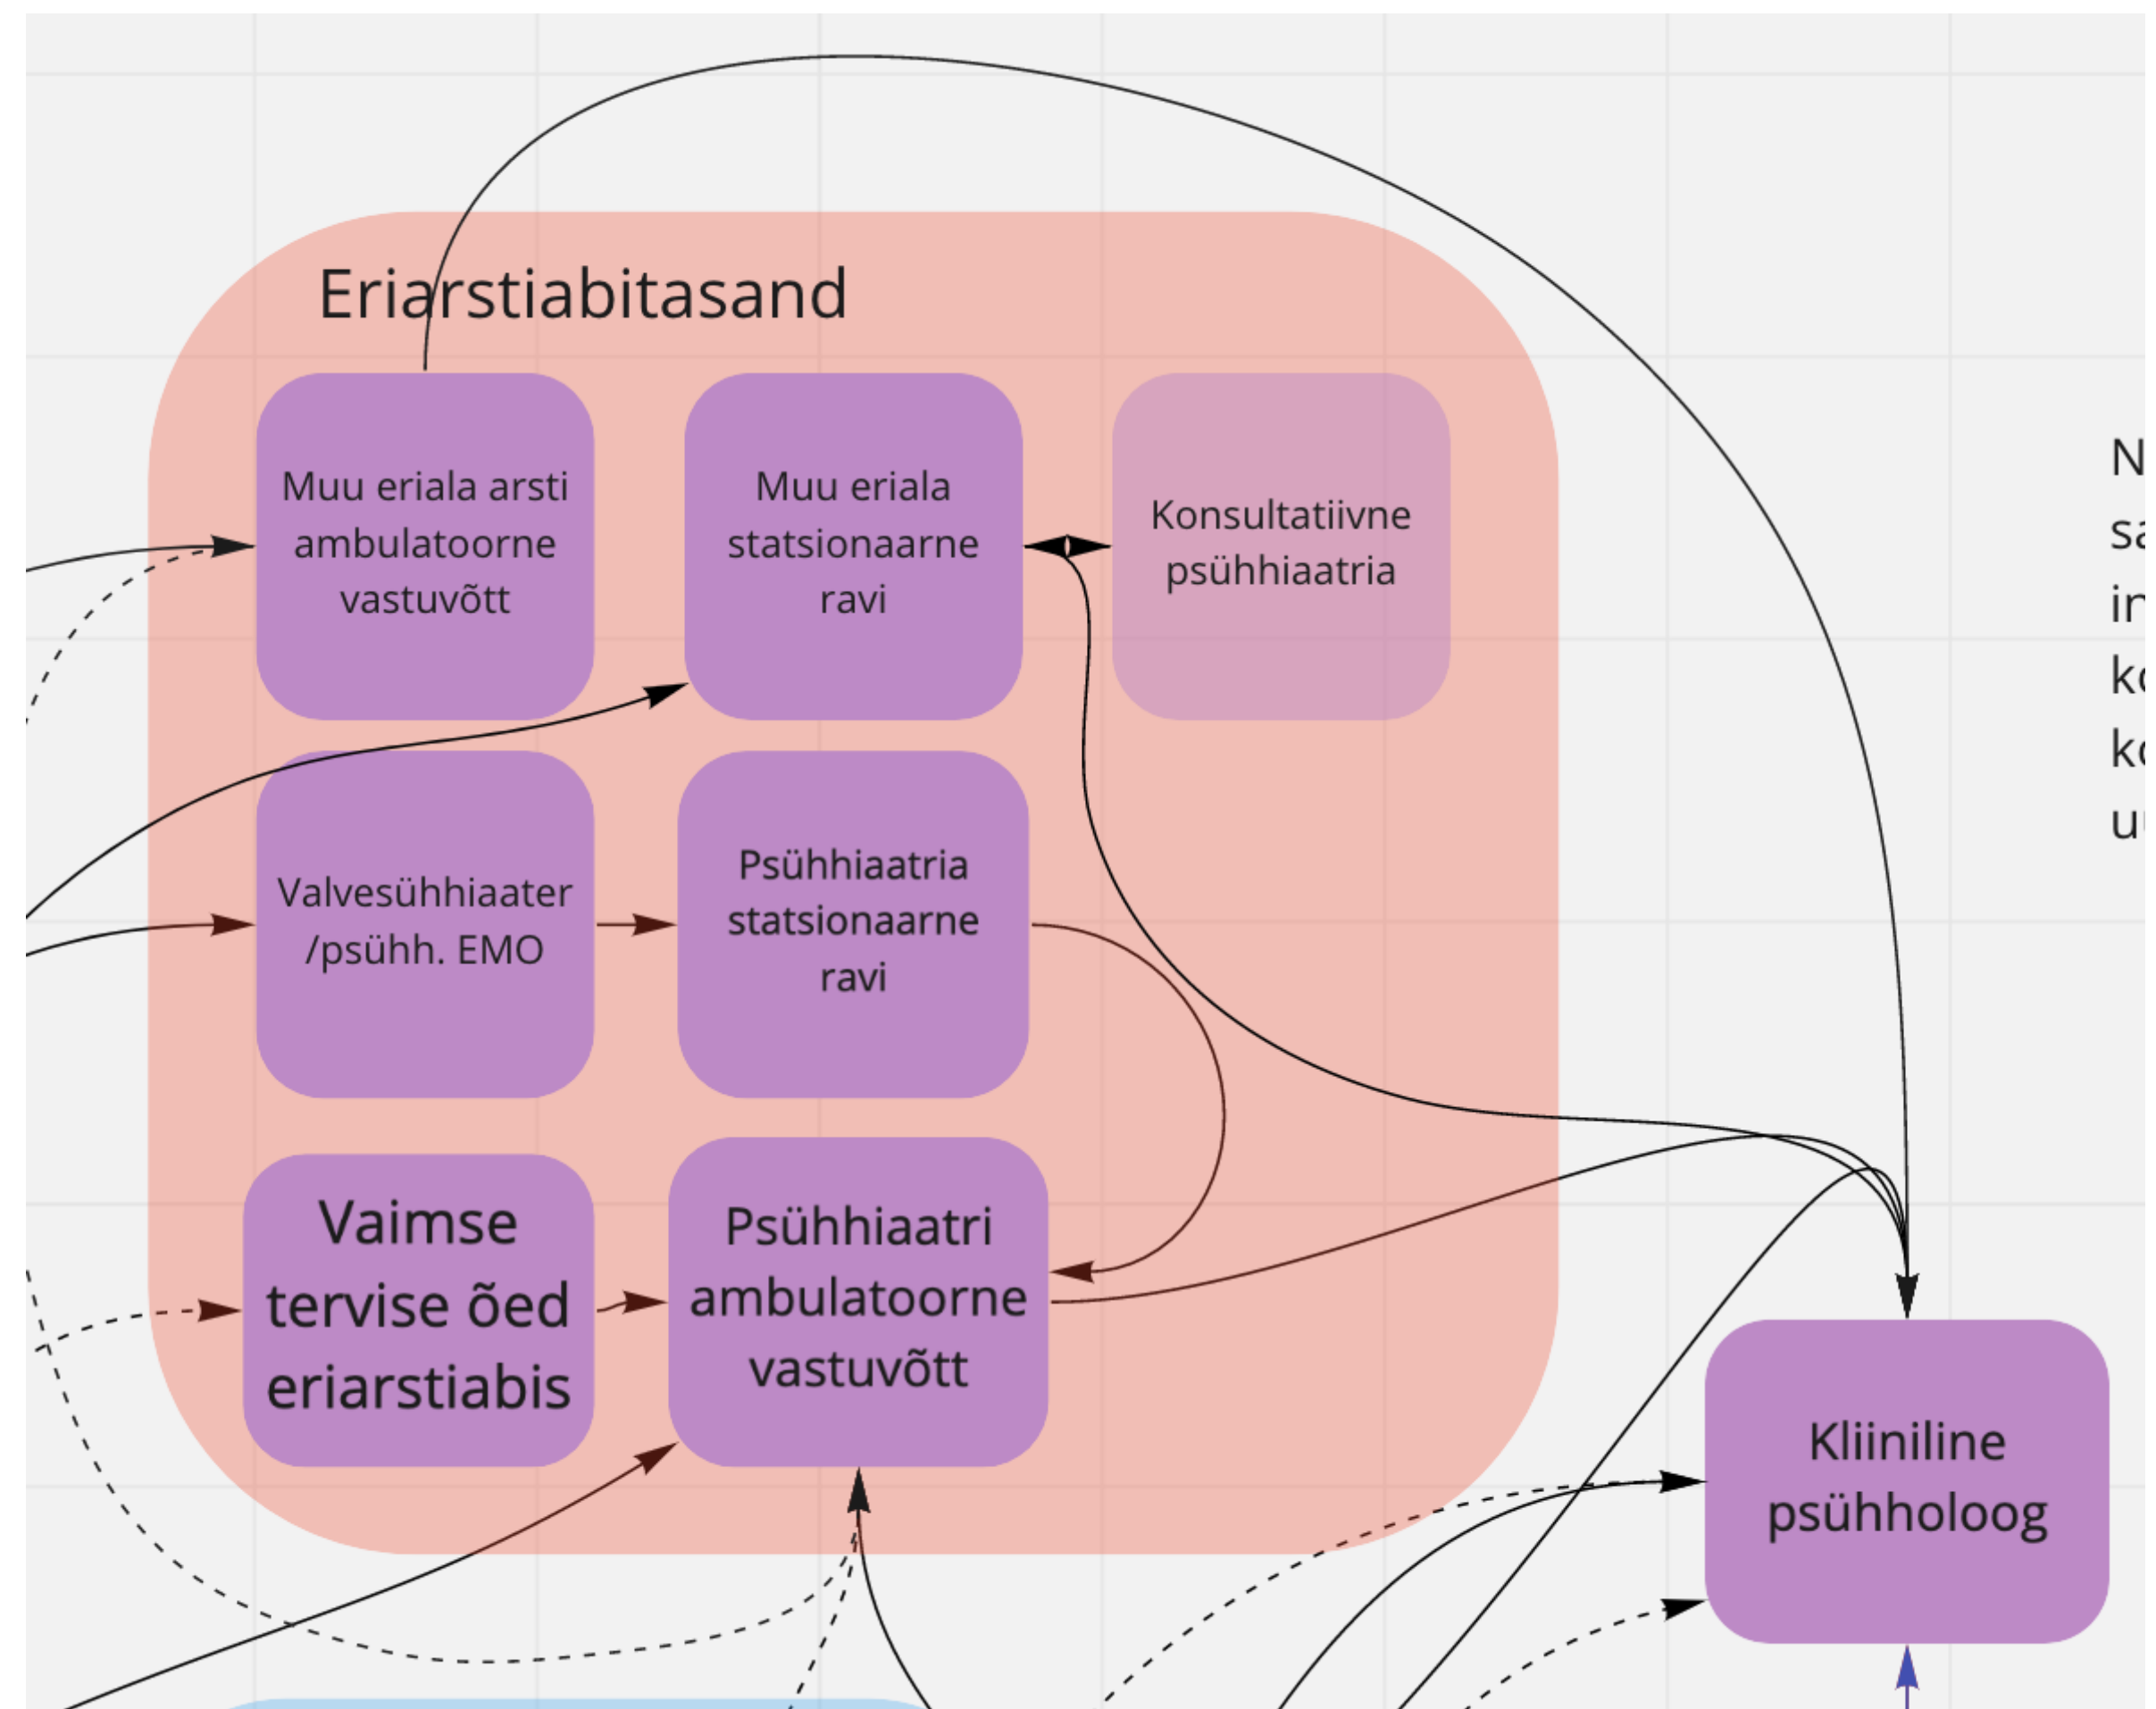 Eriarstiabitasand
Muu eriala arsti
ambulatoorne
vastuvõtt
Muu eriala
statsionaarne
ravi
Konsultatiivne
psühhiaatria
Valvesühhiaater
/psühh. EMO
Psühhiaatria
statsionaarne
ravi
Vaimse
tervise õed
eriarstiabis
Psühhiaatri
ambulatoorne
vastuvõtt
Kliiniline
psühholoog